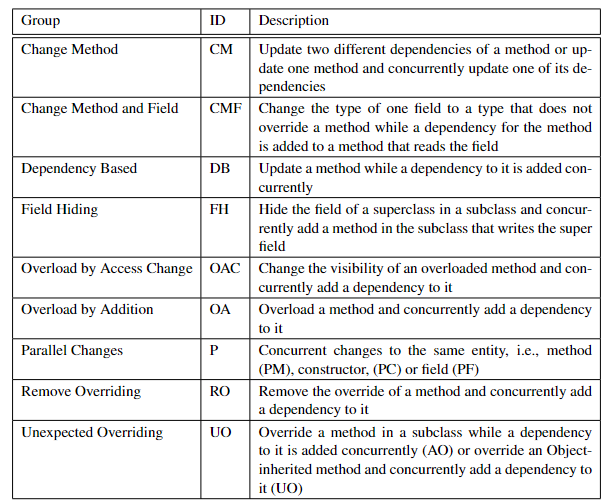 Group ID Description
Change Method CM Update two different dependencies of a method or up-
date one method and concurrently update one of its de-
pendencies
Change Method and Field CMF Change the type of one field to a type that does not
override a method while a dependency for the method
is added to a method that reads the field
Dependency Based DB Update a method while a dependency to it is added con-
currently
Field Hiding FH Hide the field of a superclass in a subclass and concur-
rently add a method in the subclass that writes the super
field
Overload by Access Change OAC Change the visibility of an overloaded method and con-
currently add a dependency to it
Overload by Addition OA Overload a method and concurrently add a dependency
to it
Parallel Changes P Concurrent changes to the same entity, i.e., method
(PM), constructor, (PC) or field (PF)
Remove Overriding RO Remove the override of a method and concurrently add
a dependency to it
Unexpected Overriding UO Override a method in a subclass while a dependency
to it is added concurrently (AO) or override an Object-
inherited method and concurrently add a dependency to
it (UO)